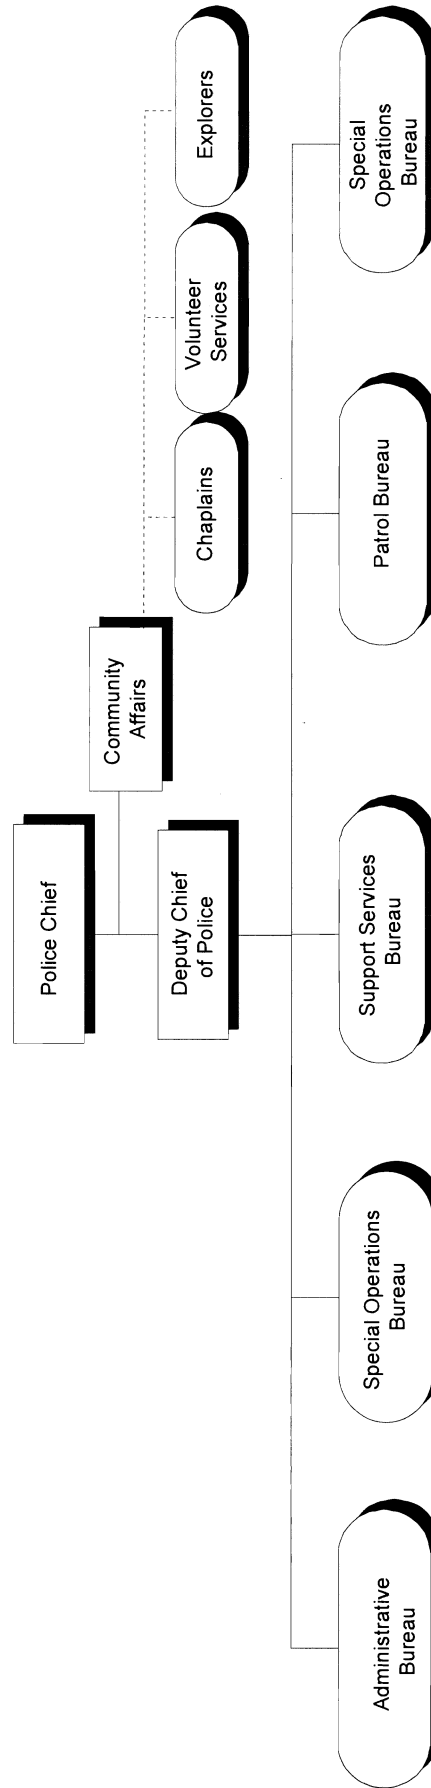 Police Chief
Community
Affairs
Deputy Chief
of Police
Chaplains
Volunteer
Services
Explorers
Administrative
Bureau
Special Operations
Bureau
Support Services
Bureau
Patrol Bureau
Special
Operations
Bureau